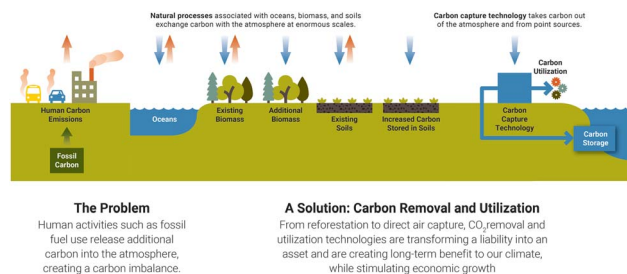 Natural processes associated with oceans, biomass, and soils
exchange carbon with the atmosphere at enormous scales.
Carbon capture technology takes carbon out
of the atmosphere and from point sources.
Carbon
Utilization
Human Carbon
Emissions
Oceans
Existing
Biomass
Additional
Biomass
Existing
Soils
Increased Carbon
Stored in Soils
Carbon
Capture
Technology
Carbon
Storage
Fossil
Carbon
The Problem
Human activities such as fossil
fuel use release additional
carbon into the atmosphere,
creating a carbon imbalance.
A Solution: Carbon Removal and Utilization
From reforestation to direct air capture, CO₂removal and
utilization technologies are transforming a liability into an
asset and are creating long-term benefit to our climate,
while stimulating economic growth